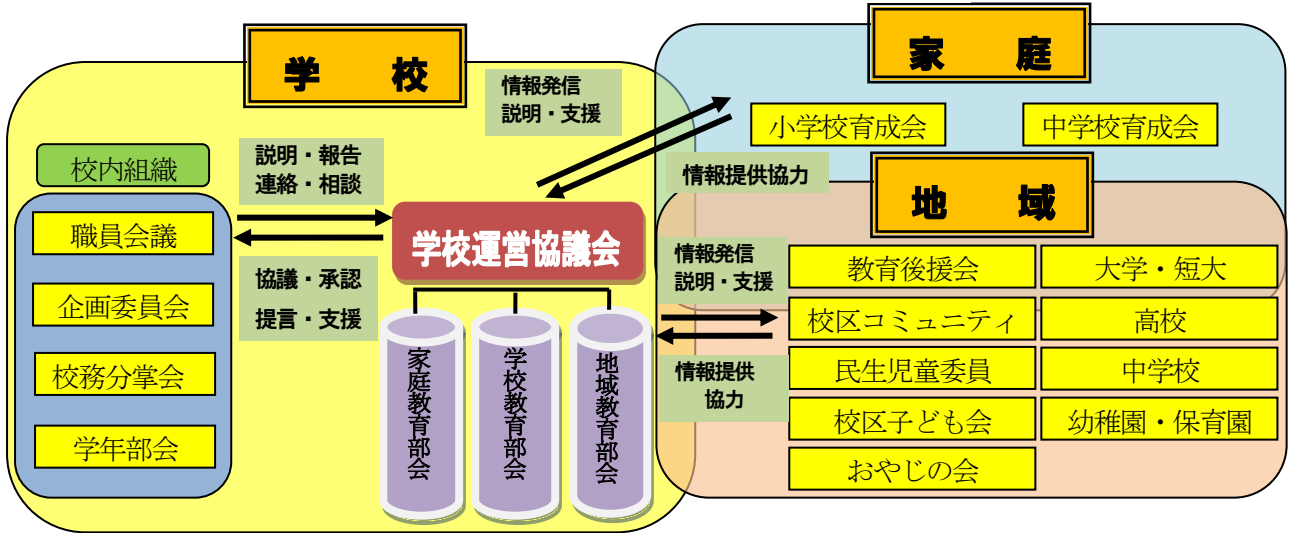 学 校
校内組織
職員会議
企画委員会
校務分掌会
学年部会
説明・報告
連絡・相談
協議・承認
提言・支援
学校運営協議会
家庭教育部会
学校教育部会
地域教育部会
情報発信
説明・支援
情報提供協力
家 庭
小学校育成会
中学校育成会
地 域
情報発信
説明・支援
情報提供
協力
教育後援会
大学・短大
校区コミュニティ
高校
民生児童委員
中学校
校区子ども会
幼稚園・保育園
おやじの会